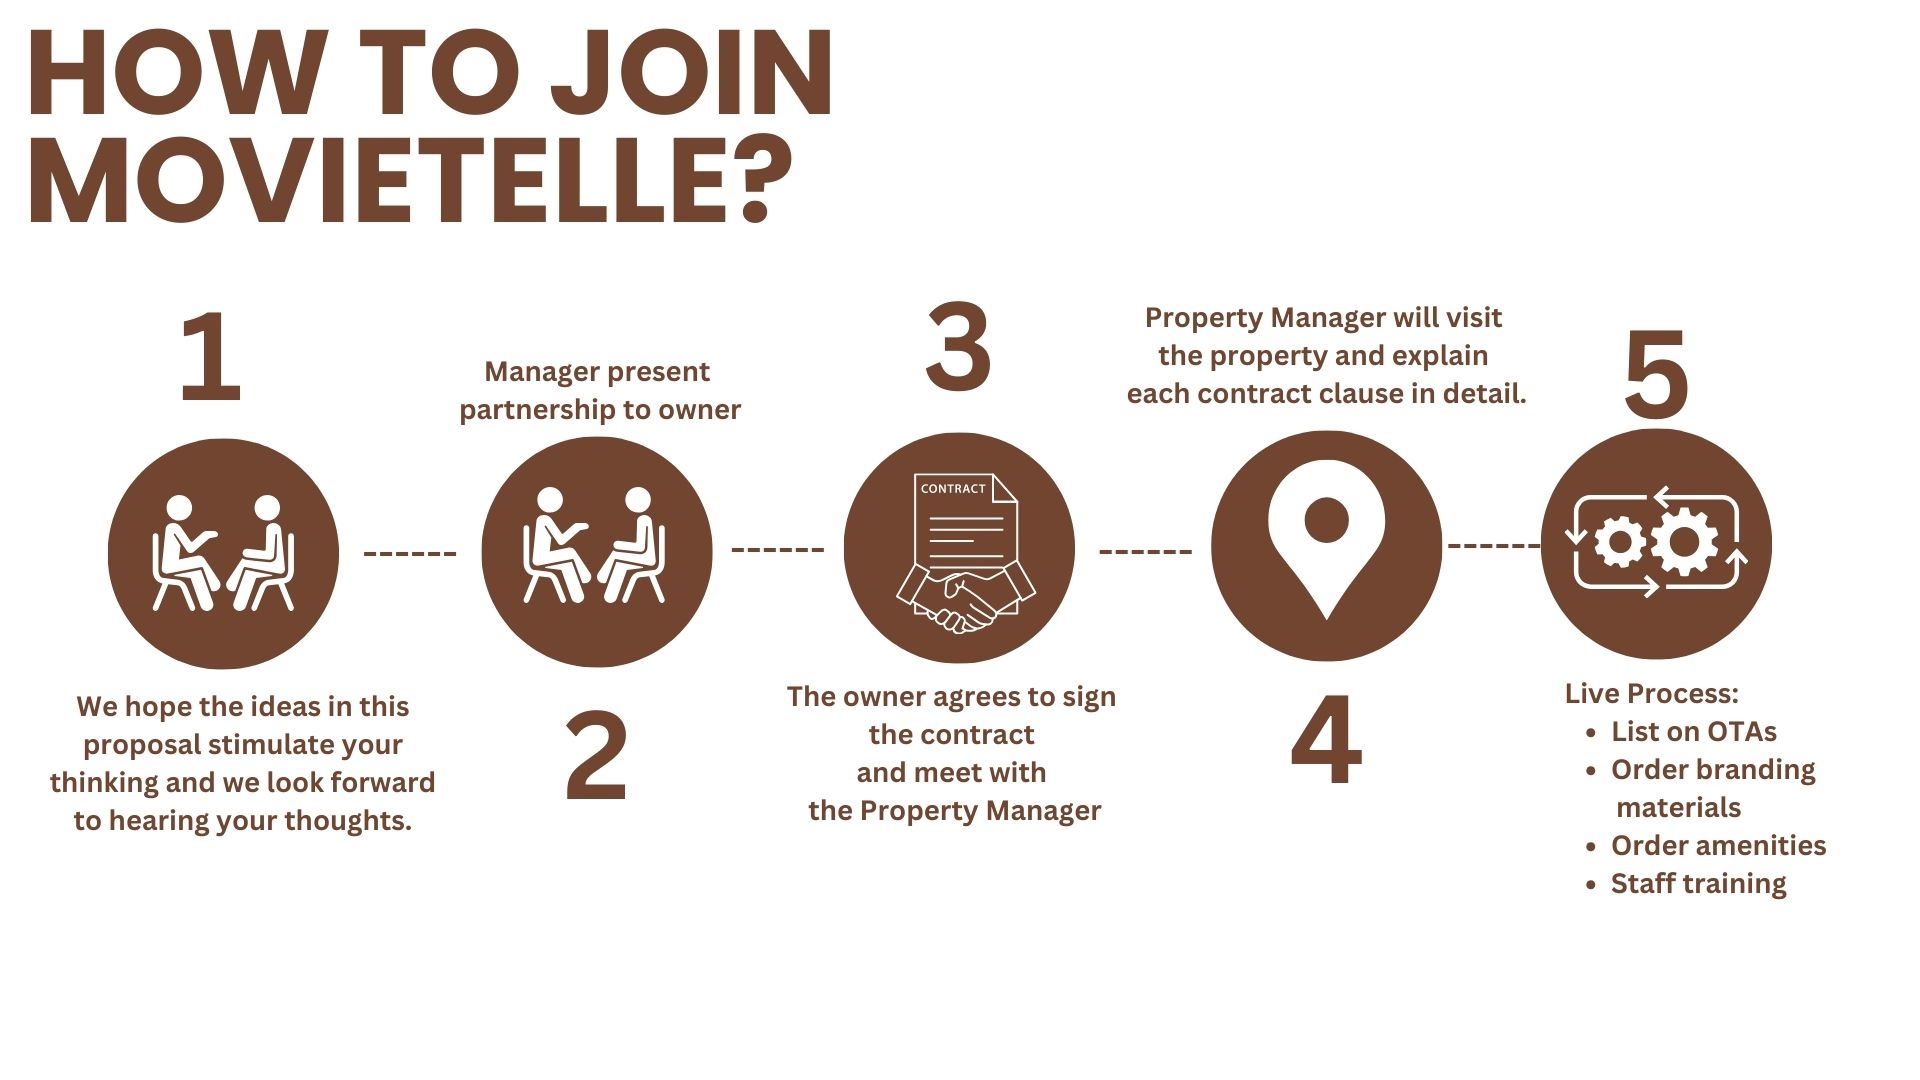 HOW TO JOIN
MOVIETELLE?
1
We hope the ideas in this
proposal stimulate your
thinking and we look forward
to hearing your thoughts.
Manager present
partnership to owner
2
3
CONTRACT
The owner agrees to sign
the contract
and meet with
the Property Manager
Property Manager will visit
the property and explain
each contract clause in detail.
4
5
Live Process:
• List on OTAs
• Order branding
materials
• Order amenities
• Staff training